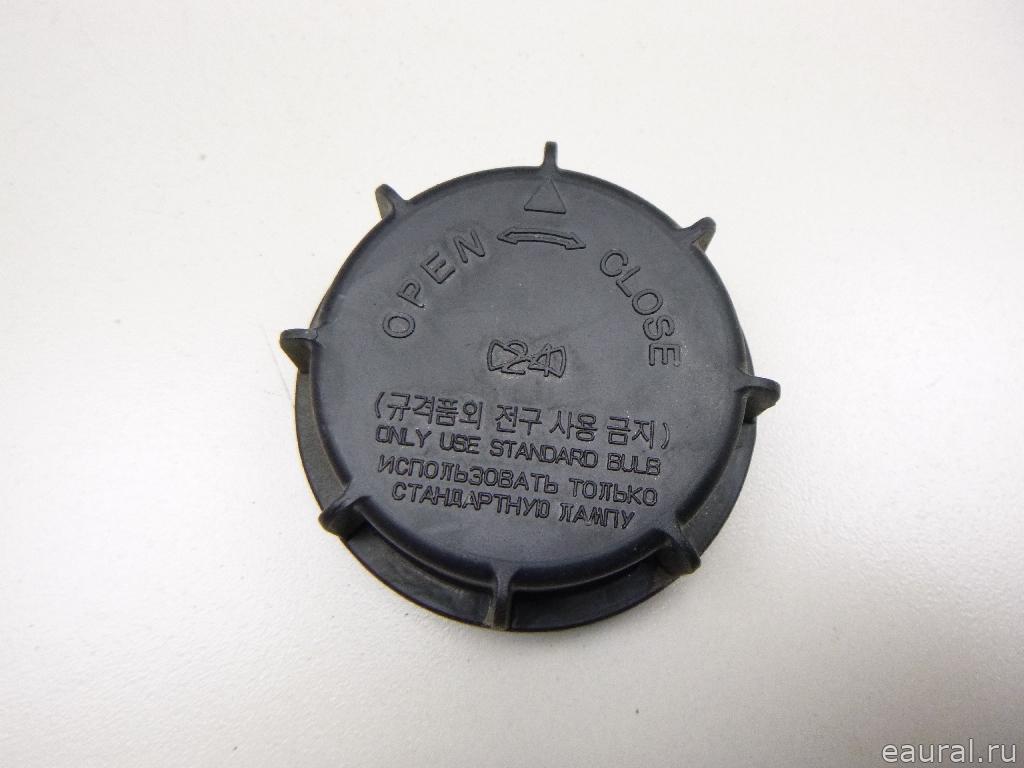 OPEN CLOSE
24
(규격품외 전구 사용 금지)
ONLY USE STANDARD BULB
ИСПОЛЬЗОВАТЬ ТОЛЬКО
СТАНДАРТНУЮ ЛАМПУ
eaural.ru